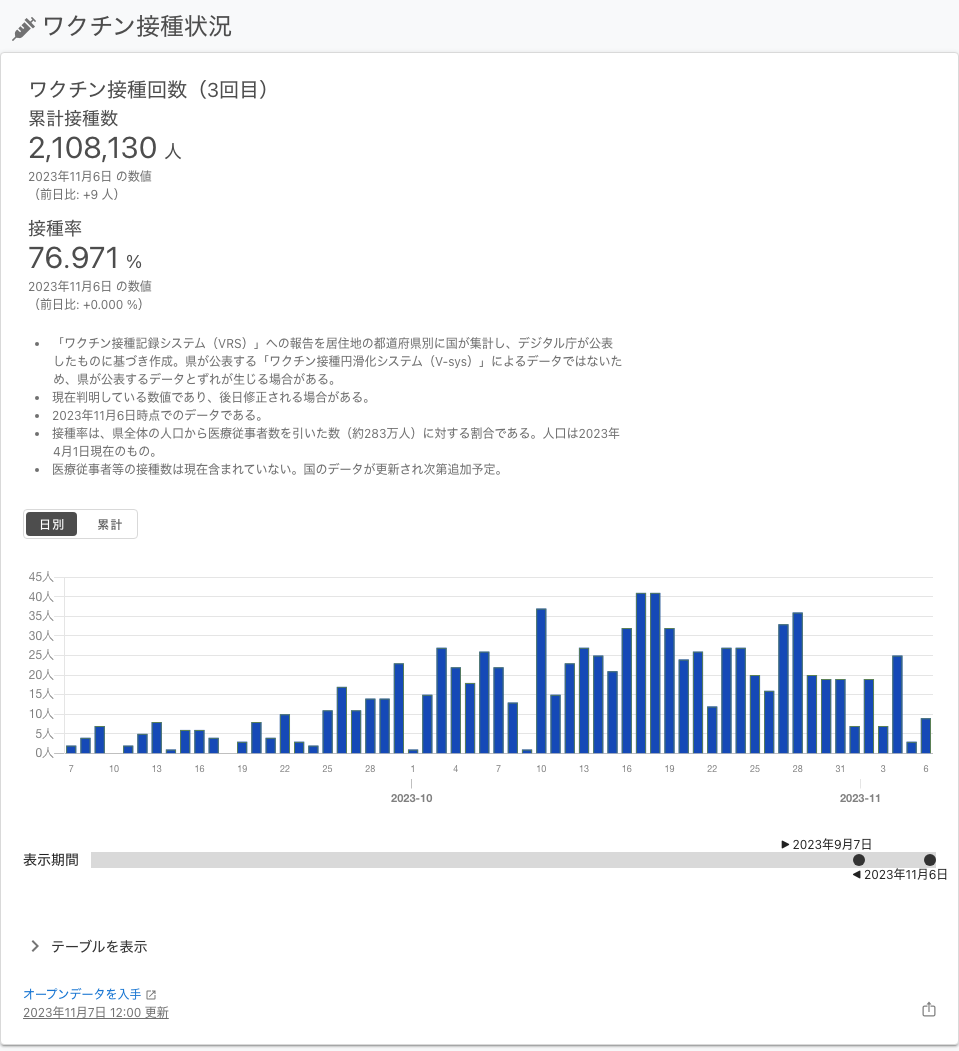 ワクチン接種状況
ワクチン接種回数（3回目）
累計接種数
2,108,130 人
2023年11月6日 の数値
（前日比: +9 人）
接種率
76.971 %
2023年11月6日 の数値
（前日比: +0.000 %）
• 「ワクチン接種記録システム（VRS）」への報告を居住地の都道府県別に国が集計し、デジタル庁が公表
したものに基づき作成。県が公表する「ワクチン接種円滑化システム（V-sys）」によるデータではないた
め、県が公表するデータとずれが生じる場合がある。
• 現在判明している数値であり、後日修正される場合がある。
• 2023年11月6日時点でのデータである。
• 接種率は、県全体の人口から医療従事者数を引いた数（約283万人）に対する割合である。人口は2023年
4月1日現在のもの。
• 医療従事者等の接種数は現在含まれていない。国のデータが更新され次第追加予定。
日別 累計
45人
40人
35人
30人
25人
20人
15人
10人
5人
0人
7 10 13 16 19 22 25 28 1 4 7 10 13 16 19 22 25 28 31 3 6
2023-10 2023-11
2023年9月7日
表示期間
2023年11月6日
テーブルを表示
オープンデータを入手
2023年11月7日 12:00 更新